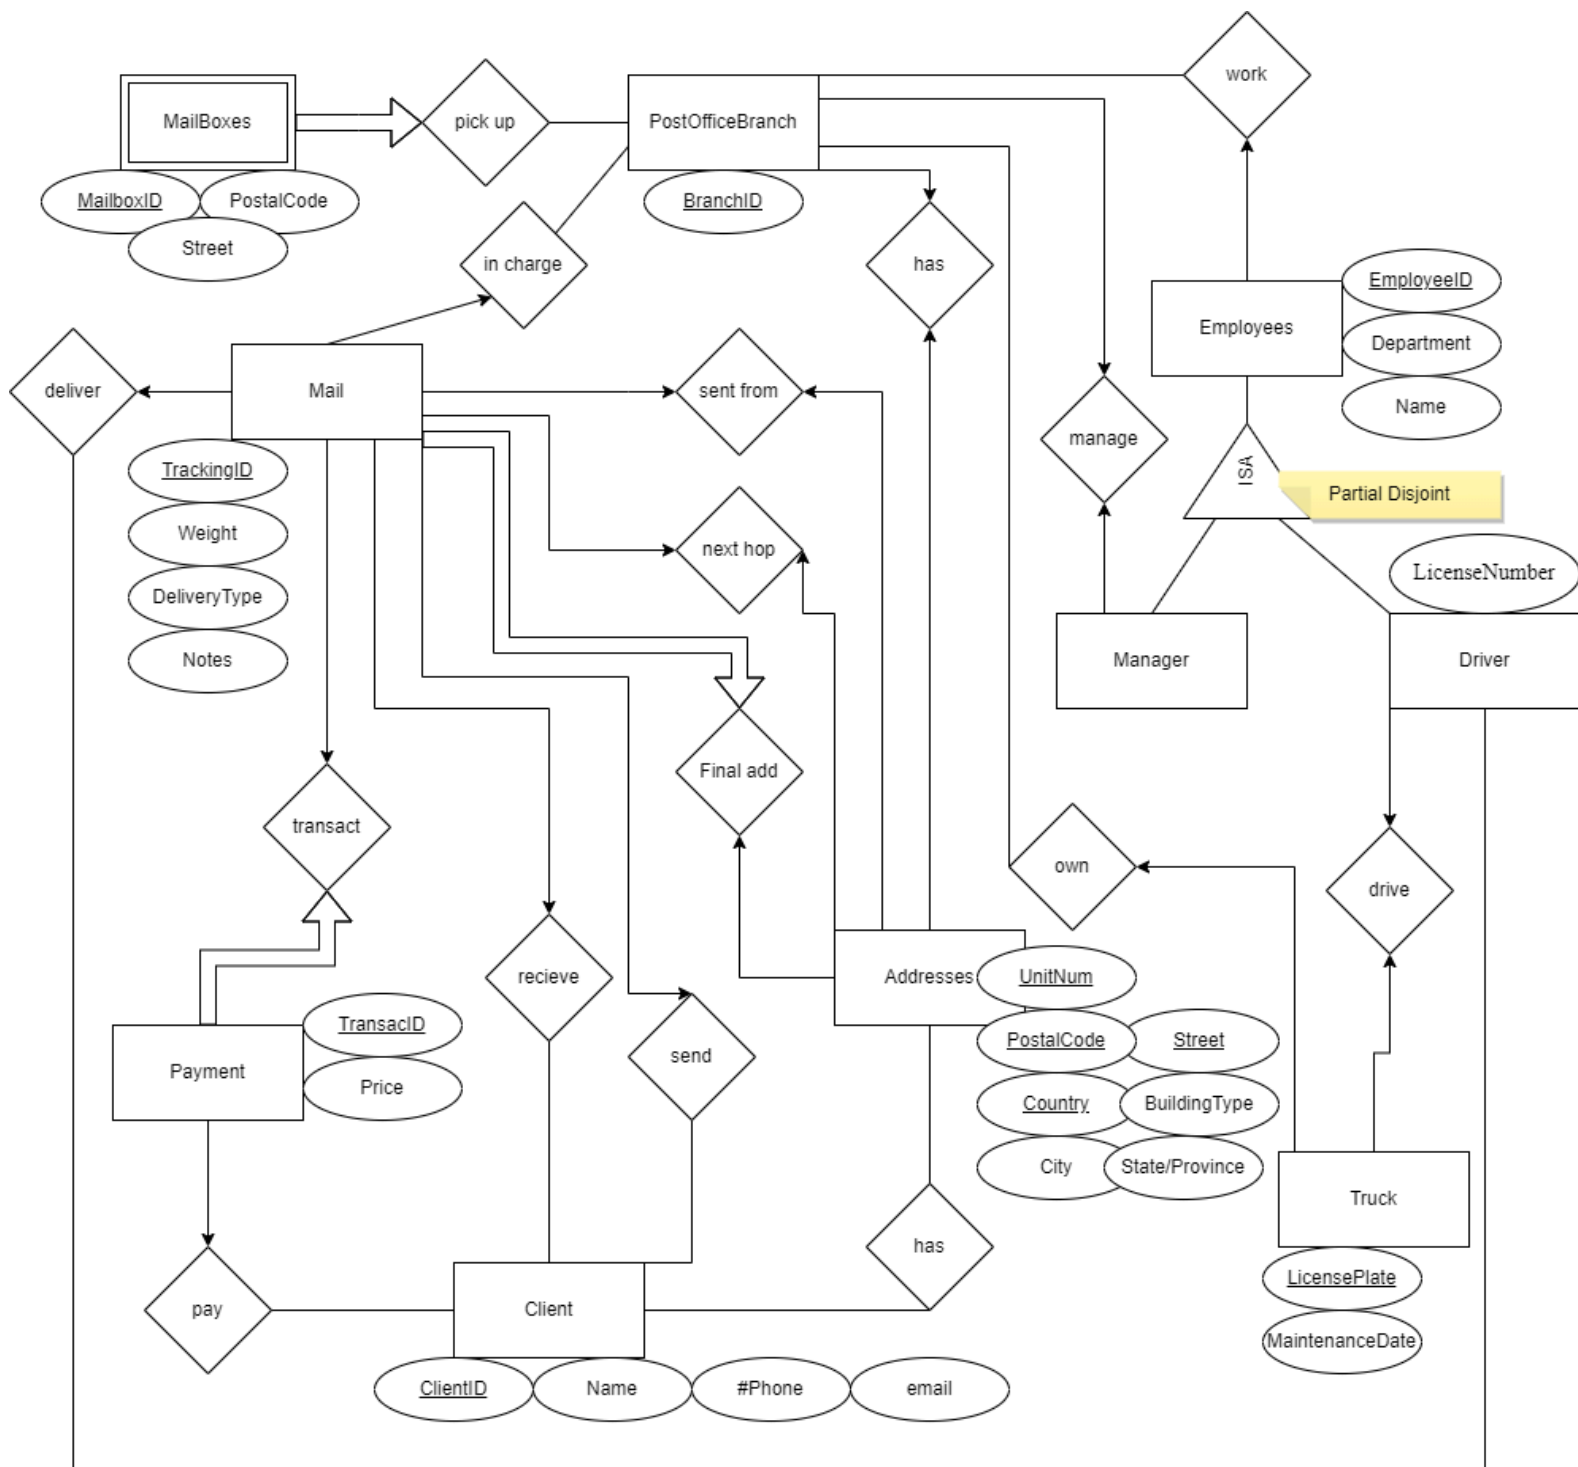 work
MailBoxes
pick up
PostOfficeBranch
MailboxID
PostalCode
BranchID
Street
in charge
has
EmployeeID
Employees
Department
deliver
Mail
sent from
Name
manage
TrackingID
ISA
Partial Disjoint
Weight
next hop
LicenseNumber
DeliveryType
Notes
Manager
Driver
Final add
transact
own
drive
recieve
Addresses
UnitNum
TransacID
PostalCode
Street
send
Payment
Price
Country
BuildingType
City
State/Province
Truck
has
LicensePlate
pay
Client
MaintenanceDate
ClientID
Name
#Phone
email